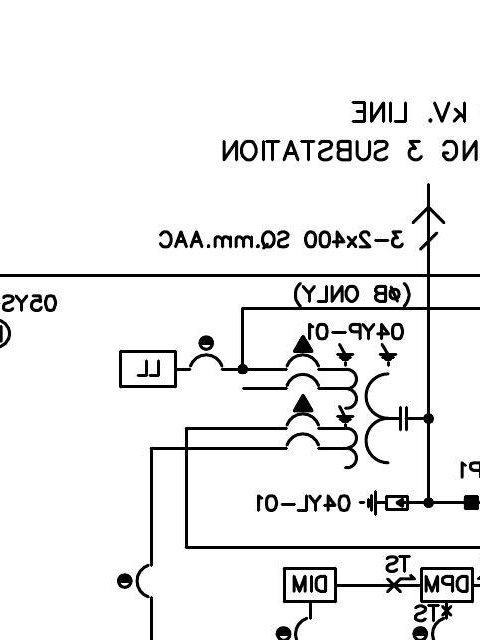 kV. LINE
NG 3 SUBSTATION
3-2x400 SQ.mm.AAC
(øB ONLY)
05YS
04YP-01
LL
P1
04YL-01
TS
DIM
DPM
*TS